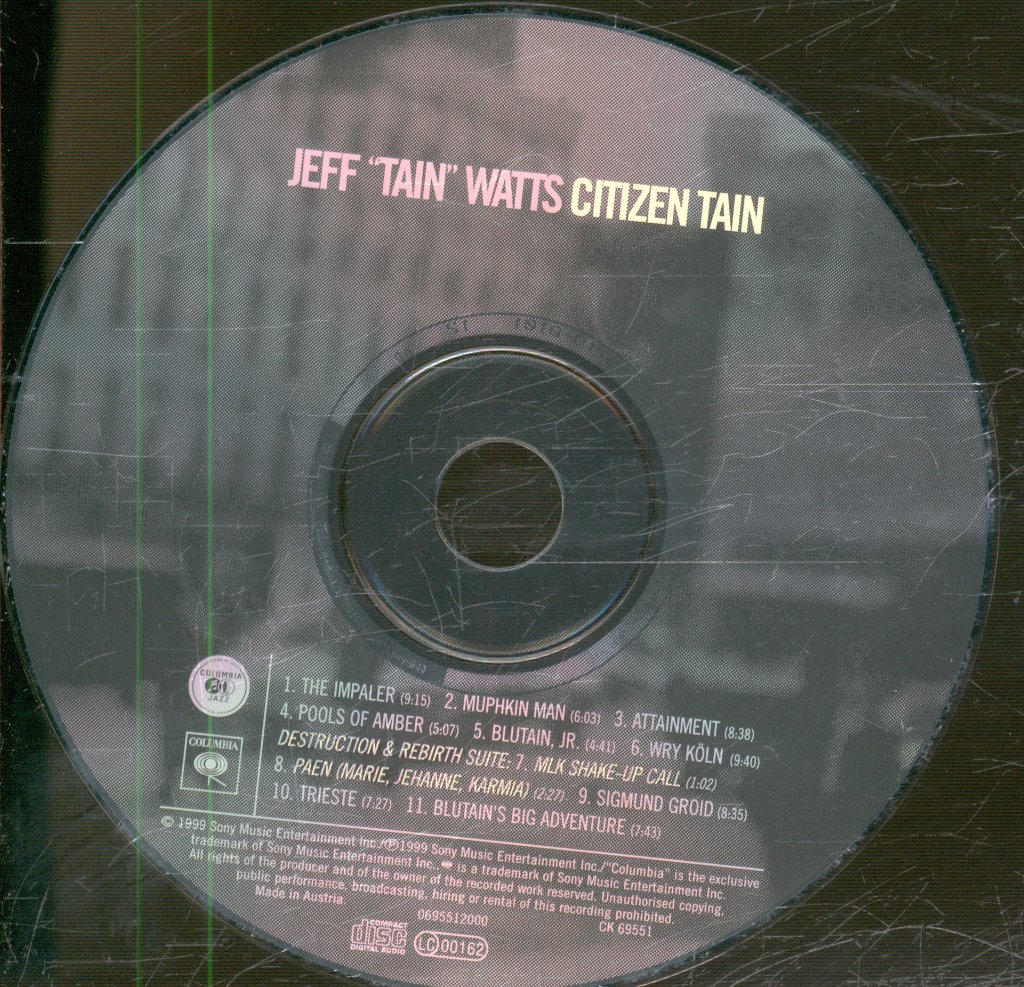 JEFF "TAIN" WATTS CITIZEN TAIN
COLUMBIA
JAZZ
COLUMBIA
1. THE IMPALER (9:15) 2. MUPHKIN MAN (6:03) 3. ATTAINMENT (8.38)
4. POOLS OF AMBER (5:07) 5. BLUTAIN, JR. (4:41) 6. WRY KÖLN (9:40)
DESTRUCTION & REBIRTH SUITE: 7. MLK SHAKE-UP CALL (1:02)
8. PAEN (MARIE, JEHANNE, KARMIA) (2:27) 9. SIGMUND GROID (8:35)
10. TRIESTE (7:27) 11. BLUTAIN'S BIG ADVENTURE (7:43)
© 1999 Sony Music Entertainment Inc./℗1999 Sony Music Entertainment Inc./"Columbia" is the exclusive
trademark of Sony Music Entertainment Inc. is a trademark of Sony Music Entertainment Inc.
All rights of the producer and of the owner of the recorded work reserved. Unauthorised copying,
public performance, broadcasting, hiring or rental of this recording prohibited.
Made in Austria
0695512000
CK 69551
COMPACT
disc
DIGITAL AUDIO
LC 00162